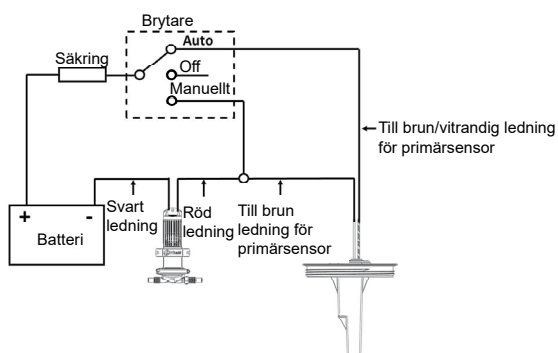 Brytare
Auto
Säkring
Off
Manuellt
Till brun/vitrandig ledning
för primärsensor
+
-
Batteri
Svart
ledning
Röd
ledning
Till brun
ledning för
primärsensor